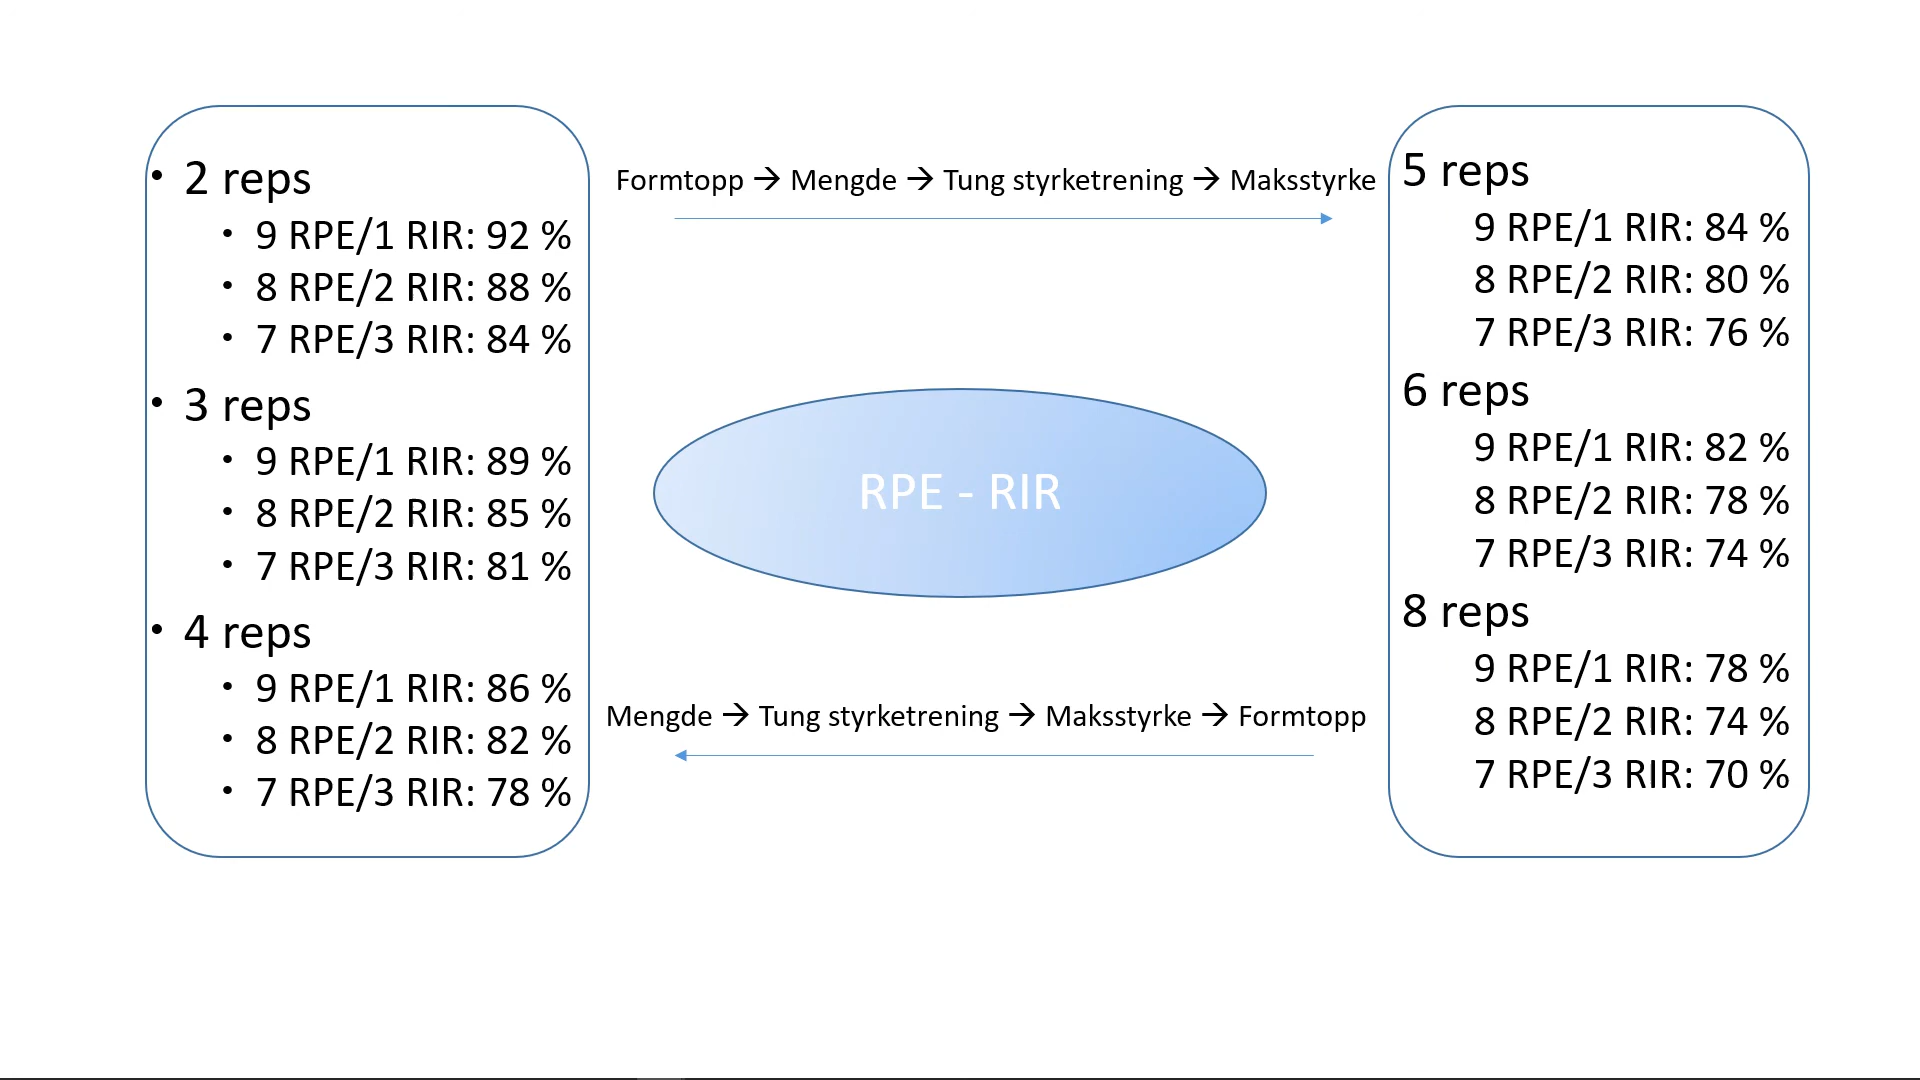 • 2 reps
• 9 RPE/1 RIR: 92 %
• 8 RPE/2 RIR: 88 %
• 7 RPE/3 RIR: 84 %
• 3 reps
• 9 RPE/1 RIR: 89 %
• 8 RPE/2 RIR: 85 %
• 7 RPE/3 RIR: 81 %
• 4 reps
• 9 RPE/1 RIR: 86 %
• 8 RPE/2 RIR: 82 %
• 7 RPE/3 RIR: 78 %
Formtopp → Mengde → Tung styrketrening → Maksstyrke
RPE - RIR
Mengde → Tung styrketrening → Maksstyrke → Formtopp
5 reps
9 RPE/1 RIR: 84 %
8 RPE/2 RIR: 80 %
7 RPE/3 RIR: 76 %
6 reps
9 RPE/1 RIR: 82 %
8 RPE/2 RIR: 78 %
7 RPE/3 RIR: 74 %
8 reps
9 RPE/1 RIR: 78 %
8 RPE/2 RIR: 74 %
7 RPE/3 RIR: 70 %